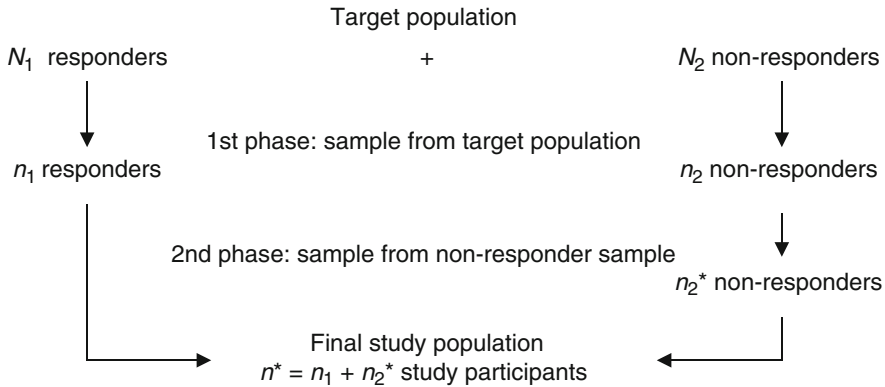 Target population
N₁ responders + N₂ non-responders
1st phase: sample from target population
n₁ responders n₂ non-responders
2nd phase: sample from non-responder sample
n₂* non-responders
Final study population
n* = n₁ + n₂* study participants